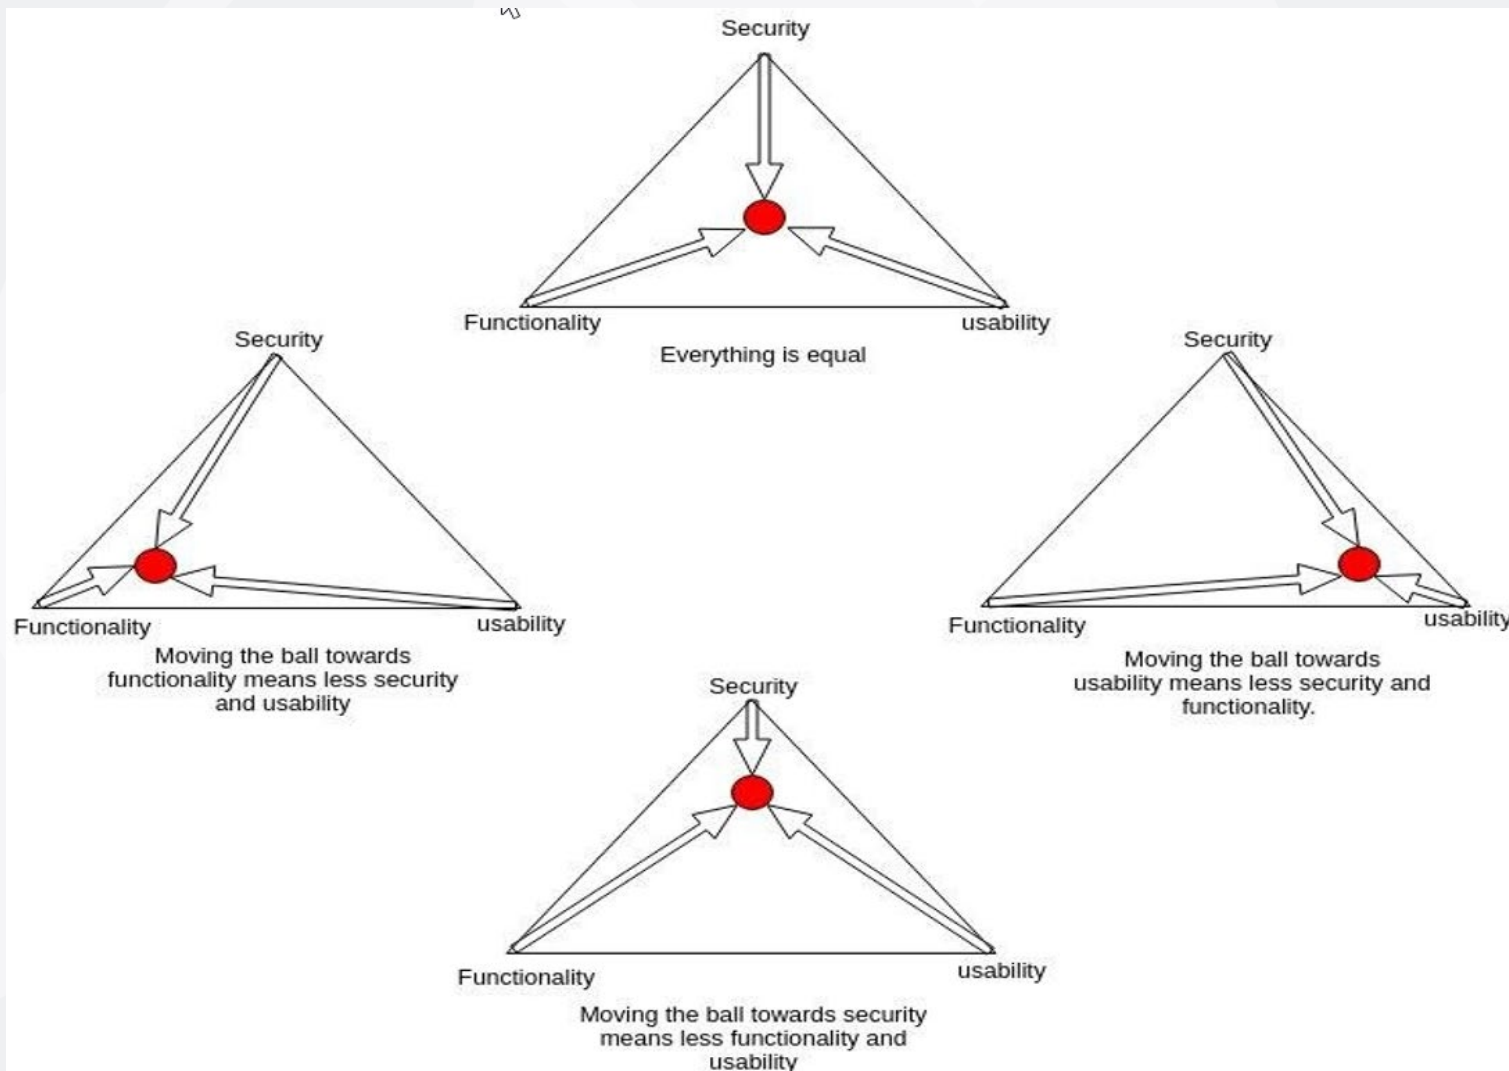 Security
Functionality
usability
Everything is equal
Security
Functionality
usability
Moving the ball towards
functionality means less security
and usability
Security
Functionality
usability
Moving the ball towards
usability means less security and
functionality.
Security
Functionality
usability
Moving the ball towards security
means less functionality and
usability